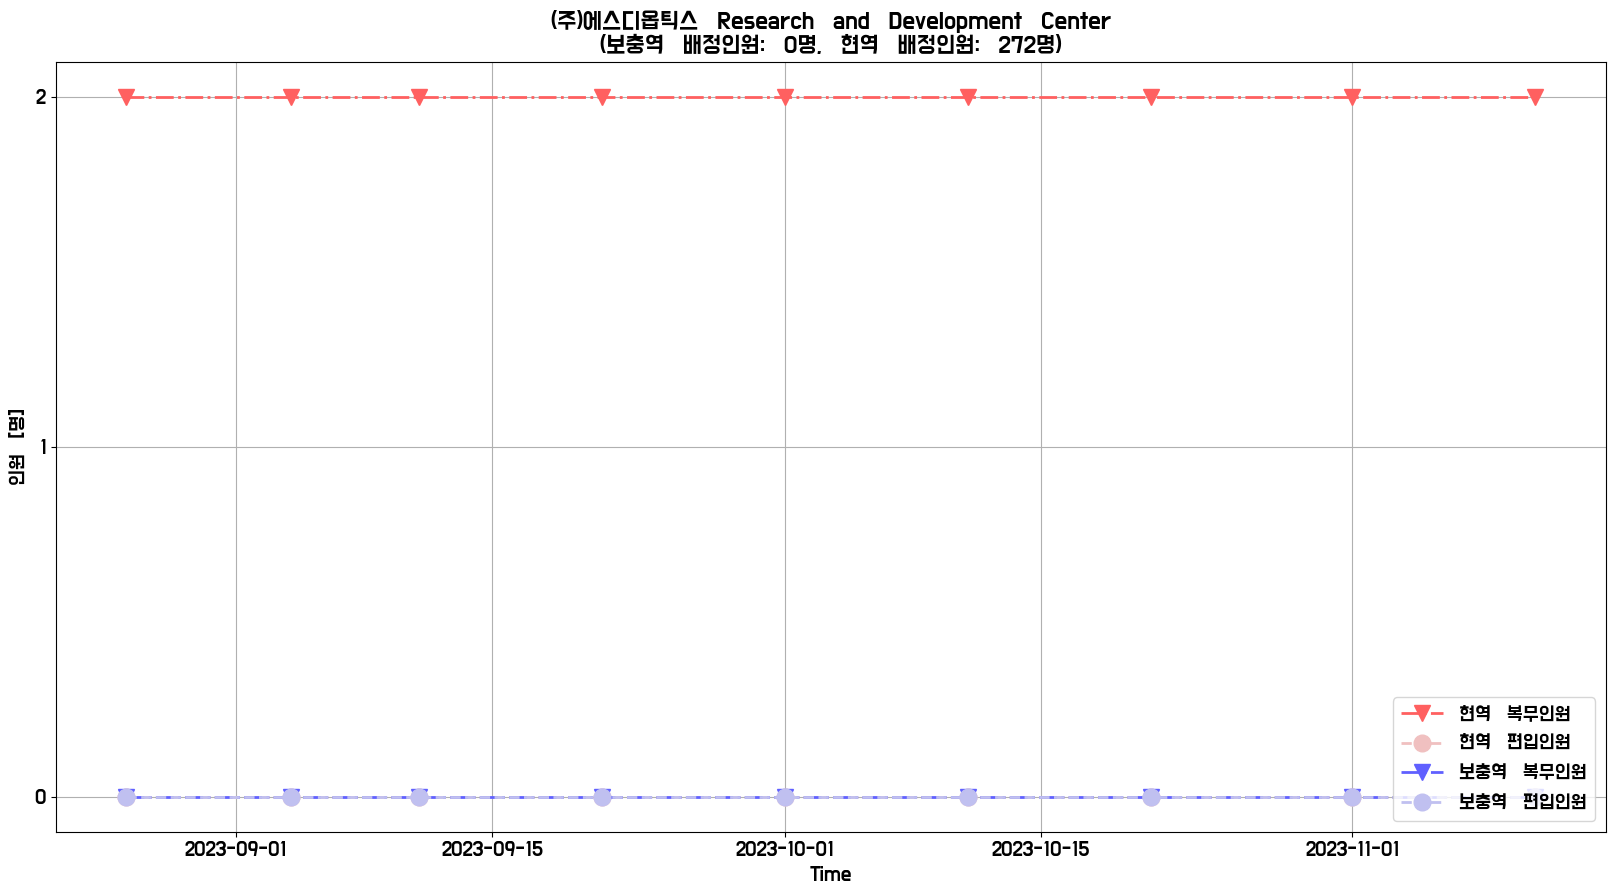 (주)에스디옵틱스 Research and Development Center
(보충역 배정인원: 0명, 현역 배정인원: 272명)
인원 [명]
2
1
0
현역 복무인원
현역 편입인원
보충역 복무인원
보충역 편입인원
2023-09-01 2023-09-15 2023-10-01 2023-10-15 2023-11-01
Time